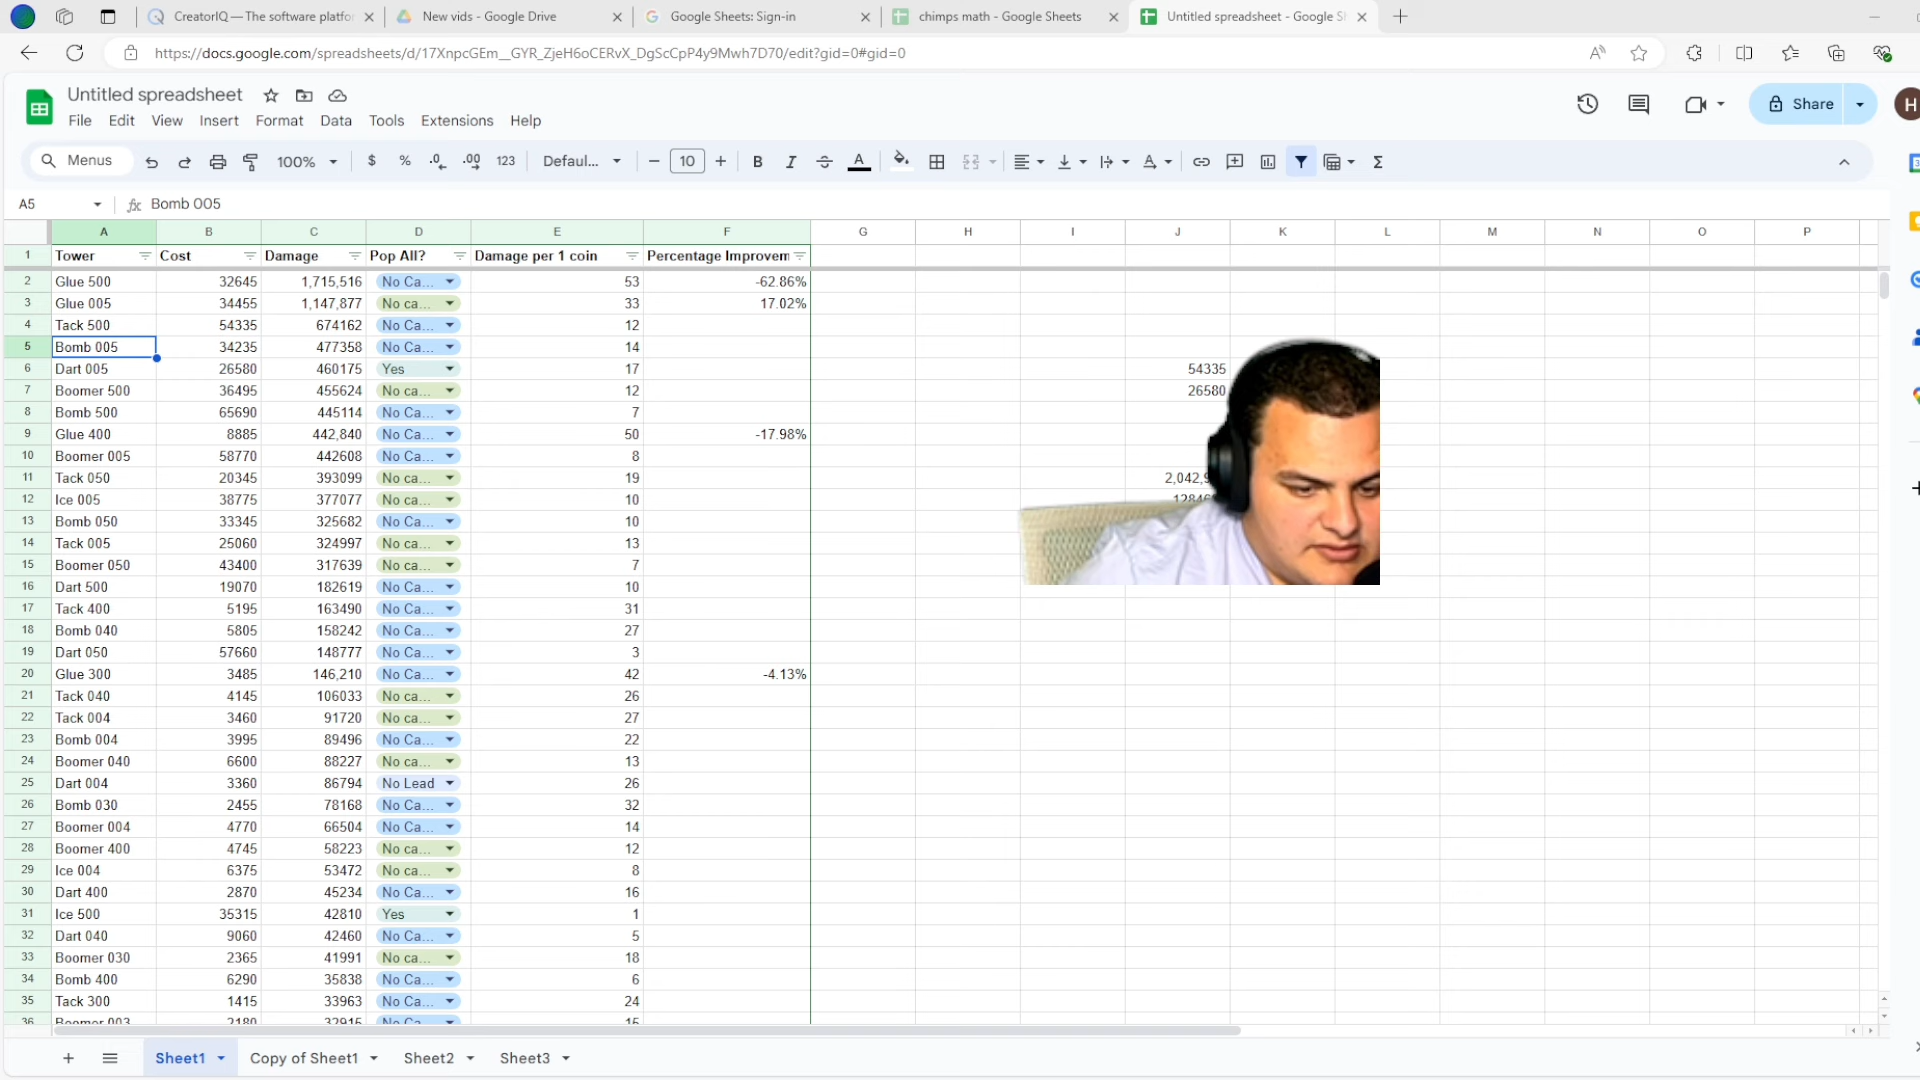 CreatorIQ — The software platfo
New vids - Google Drive
Google Sheets: Sign-in
chimps math - Google Sheets
Untitled spreadsheet - Google S
https://docs.google.com/spreadsheets/d/17XnpcGEm__GYR_ZjeH6oCERvX_DgScCpP4y9Mwh7D70/edit?gid=0#gid=0
Untitled spreadsheet
Share
H
File Edit View Insert Format Data Tools Extensions Help
Menus 100% $ % .0 .00 123 Defaul... 10 B I A
A5 fx Bomb 005
A B C D E F G H I J K L M N O P
1 Tower Cost Damage Pop All? Damage per 1 coin Percentage Improvem
2 Glue 500 32645 1,715,516 No Ca... 53 -62.86%
3 Glue 005 34455 1,147,877 No ca... 33 17.02%
4 Tack 500 54335 674162 No Ca... 12
5 Bomb 005 34235 477358 No Ca... 14
6 Dart 005 26580 460175 Yes 17 54335
7 Boomer 500 36495 455624 No ca... 12 26580
8 Bomb 500 65690 445114 No Ca... 7
9 Glue 400 8885 442,840 No Ca... 50 -17.98%
10 Boomer 005 58770 442608 No Ca... 8
11 Tack 050 20345 393099 No ca... 19
12 Ice 005 38775 377077 No ca... 10
13 Bomb 050 33345 325682 No Ca... 10
14 Tack 005 25060 324997 No ca... 13
15 Boomer 050 43400 317639 No ca... 7
16 Dart 500 19070 182619 No Ca... 10
17 Tack 400 5195 163490 No Ca... 31
18 Bomb 040 5805 158242 No Ca... 27
19 Dart 050 57660 148777 No Ca... 3
20 Glue 300 3485 146,210 No Ca... 42 -4.13%
21 Tack 040 4145 106033 No ca... 26
22 Tack 004 3460 91720 No ca... 27
23 Bomb 004 3995 89496 No Ca... 22
24 Boomer 040 6600 88227 No ca... 13
25 Dart 004 3360 86794 No Lead 26
26 Bomb 030 2455 78168 No Ca... 32
27 Boomer 004 4770 66504 No Ca... 14
28 Boomer 400 4745 58223 No ca... 12
29 Ice 004 6375 53472 No ca... 8
30 Dart 400 2870 45234 No Ca... 16
31 Ice 500 35315 42810 Yes 1
32 Dart 040 9060 42460 No Ca... 5
33 Boomer 030 2365 41991 No ca... 18
34 Bomb 400 6290 35838 No Ca... 6
35 Tack 300 1415 33963 No Ca... 24
36 Boomer 003 2180 32915 No Ca... 15
Sheet1 Copy of Sheet1 Sheet2 Sheet3